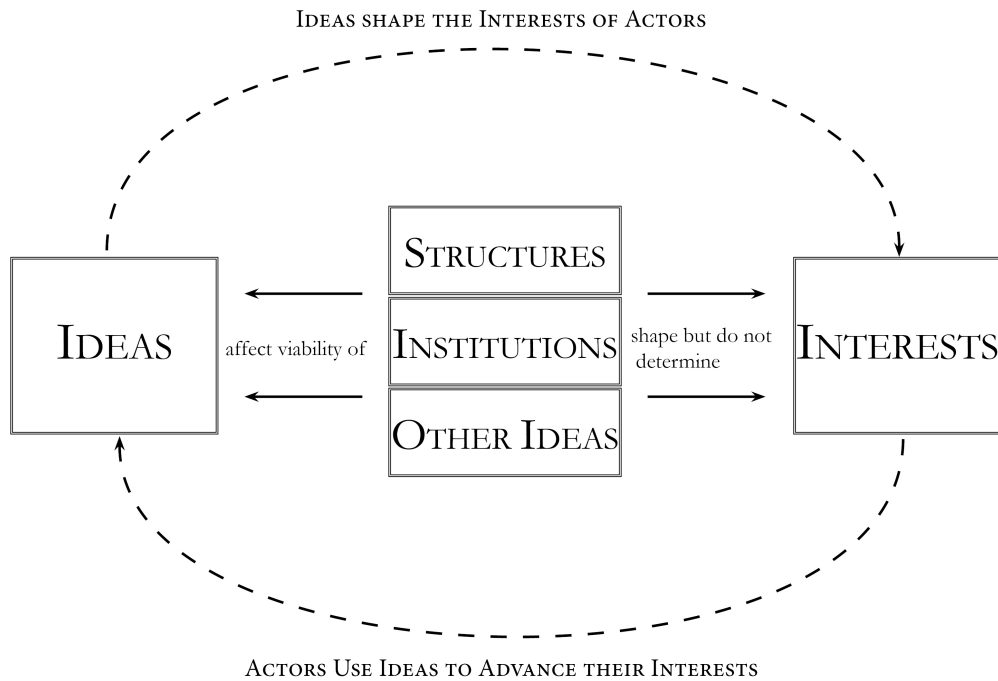 Ideas shape the Interests of Actors
Structures
Ideas
affect viability of
Institutions
shape but do not
determine
Interests
Other Ideas
Actors Use Ideas to Advance their Interests